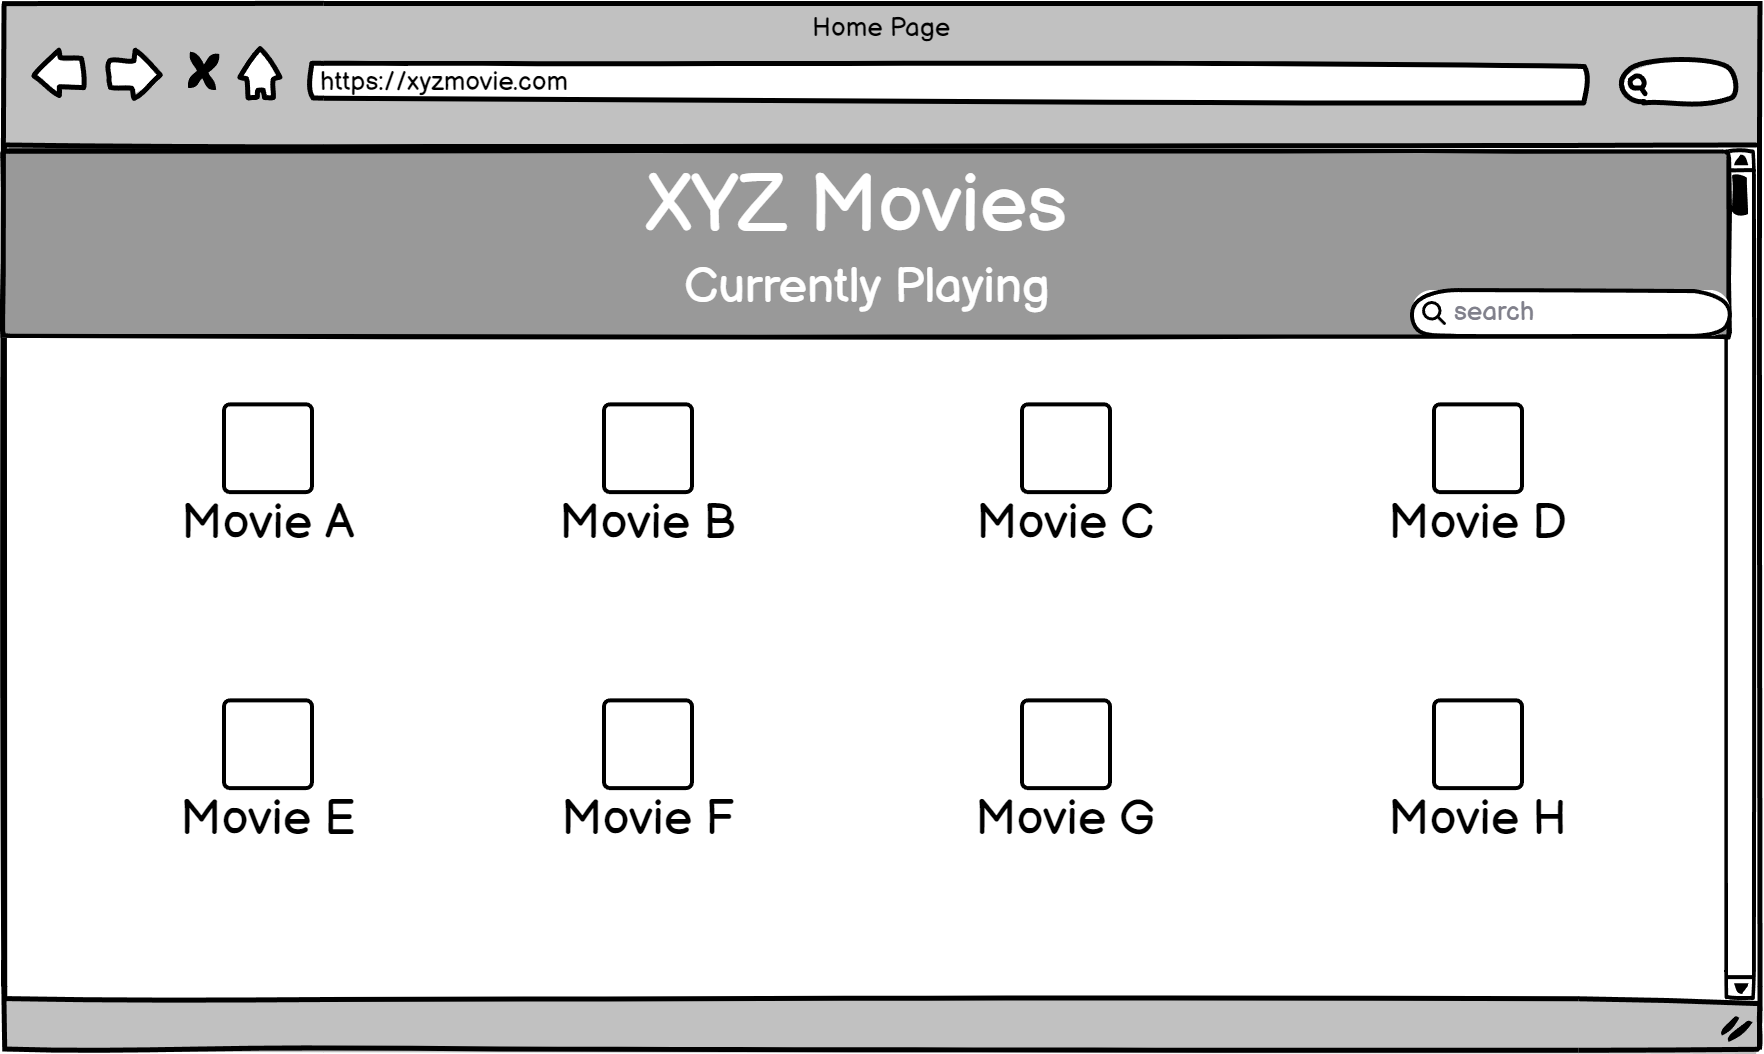 Home Page
https://xyzmovie.com
XYZ Movies
Currently Playing
search
Movie A
Movie B
Movie C
Movie D
Movie E
Movie F
Movie G
Movie H